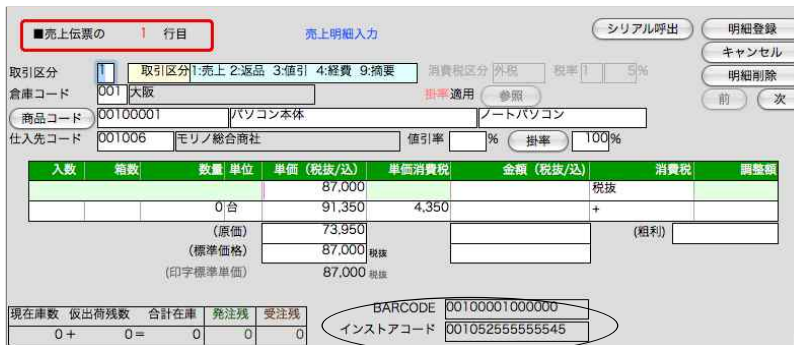 ■売上伝票の 1 行目 売上明細入力 シリアル呼出 明細登録
キャンセル
取引区分 1 取引区分1:売上 2:返品 3:値引 4:経費 9:摘要 消費税区分 外税 税率 1 5% 明細削除
倉庫コード 001 大阪 掛率適用 参照 前 次
商品コード 00100001 パソコン本体 ノートパソコン
仕入先コード 001006 モリノ総合商社 値引率 % 掛率 100%
入数 箱数 数量 単位 単価(税抜/込) 単価消費税 金額(税抜/込) 消費税 調整額
87,000 税抜
0 台 91,350 4,350 +
(原価) 73,950 (粗利)
(標準価格) 87,000 税抜
(印字標準単価) 87,000 税抜
BARCODE 00100001000000
現在庫数 仮出荷残数 合計在庫 発注残 受注残
インストアコード 001052555555545
0+ 0= 0 0 0